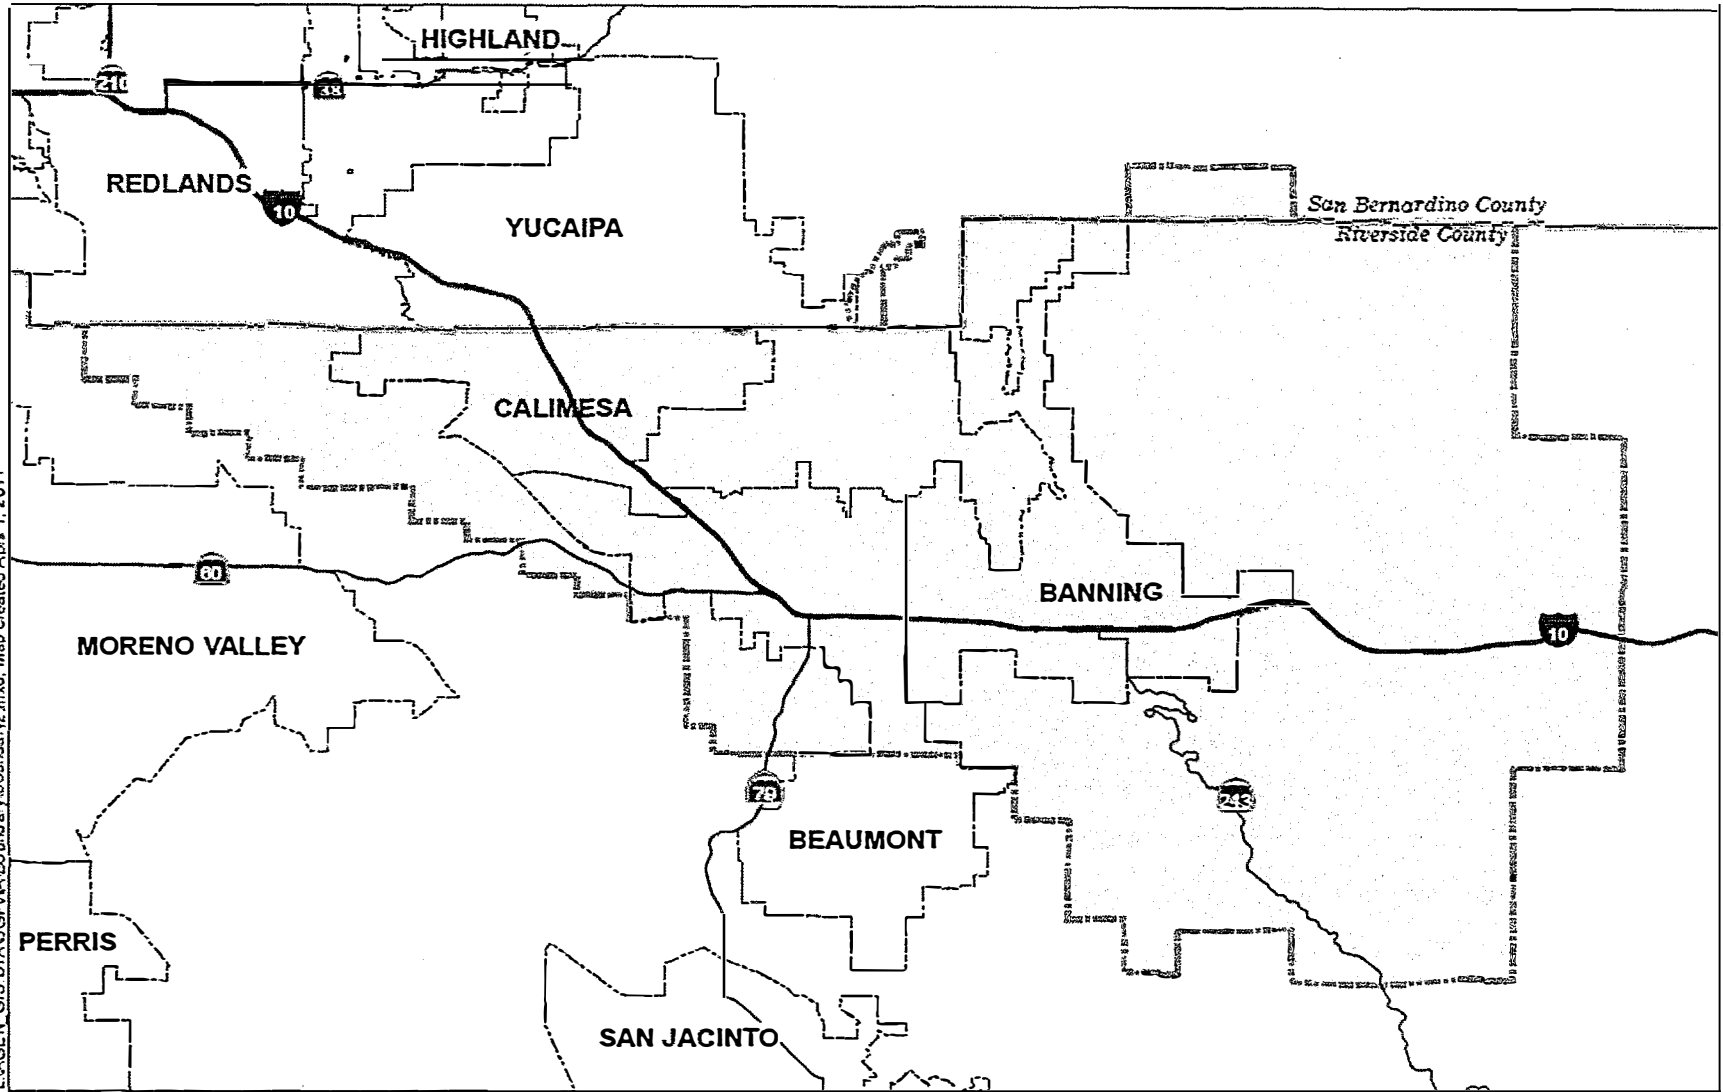 HIGHLAND
210
38
REDLANDS
10
YUCAIPA
San Bernardino County
Riverside County
CALIMESA
60
BANNING
10
MORENO VALLEY
79
243
BEAUMONT
PERRIS
SAN JACINTO